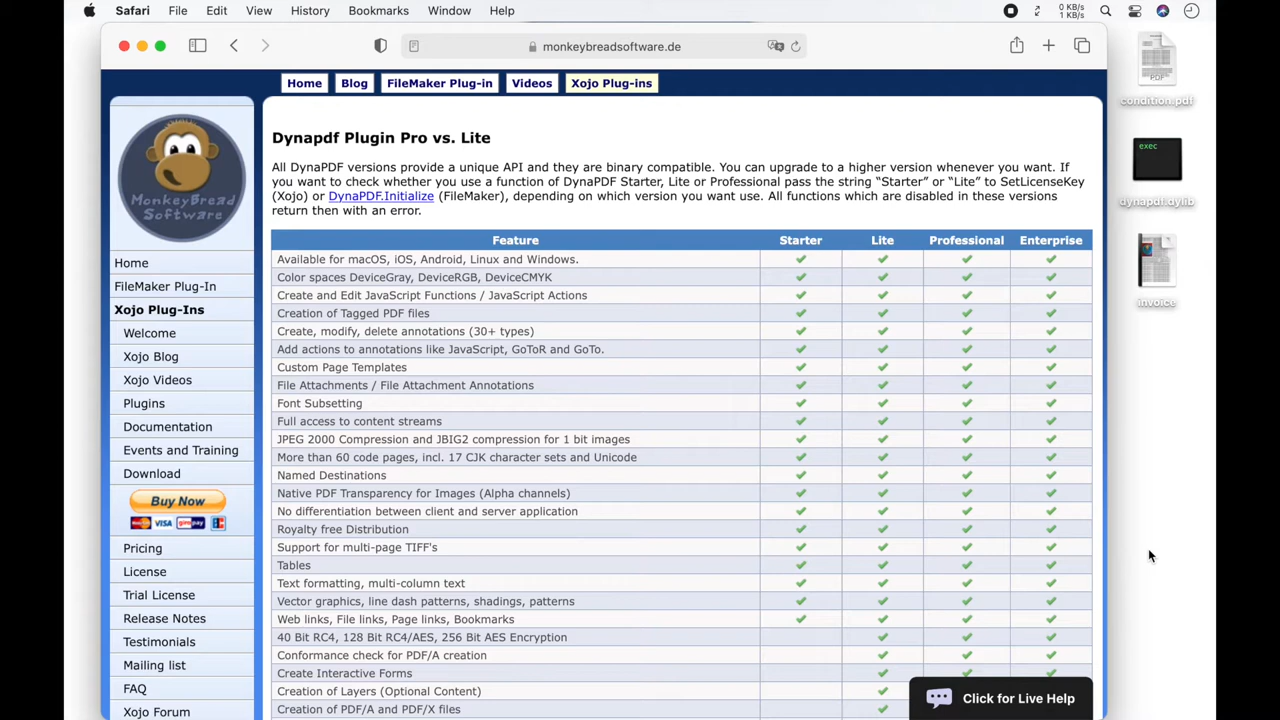 Safari File Edit View History Bookmarks Window Help
0 KB/s
1 KB/s
monkeybreadsoftware.de
Home Blog FileMaker Plug-in Videos Xojo Plug-ins
MonkeyBread
Software
Home
FileMaker Plug-In
Xojo Plug-Ins
Welcome
Xojo Blog
Xojo Videos
Plugins
Documentation
Events and Training
Download
Buy Now
VISA giropay
Pricing
License
Trial License
Release Notes
Testimonials
Mailing list
FAQ
Xojo Forum
Dynapdf Plugin Pro vs. Lite
All DynaPDF versions provide a unique API and they are binary compatible. You can upgrade to a higher version whenever you want. If
you want to check whether you use a function of DynaPDF Starter, Lite or Professional pass the string “Starter” or “Lite” to SetLicenseKey
(Xojo) or DynaPDF.Initialize (FileMaker), depending on which version you want use. All functions which are disabled in these versions
return then with an error.
Feature Starter Lite Professional Enterprise
Available for macOS, iOS, Android, Linux and Windows.
Color spaces DeviceGray, DeviceRGB, DeviceCMYK
Create and Edit JavaScript Functions / JavaScript Actions
Creation of Tagged PDF files
Create, modify, delete annotations (30+ types)
Add actions to annotations like JavaScript, GoToR and GoTo.
Custom Page Templates
File Attachments / File Attachment Annotations
Font Subsetting
Full access to content streams
JPEG 2000 Compression and JBIG2 compression for 1 bit images
More than 60 code pages, incl. 17 CJK character sets and Unicode
Named Destinations
Native PDF Transparency for Images (Alpha channels)
No differentiation between client and server application
Royalty free Distribution
Support for multi-page TIFF's
Tables
Text formatting, multi-column text
Vector graphics, line dash patterns, shadings, patterns
Web links, File links, Page links, Bookmarks
40 Bit RC4, 128 Bit RC4/AES, 256 Bit AES Encryption
Conformance check for PDF/A creation
Create Interactive Forms
Creation of Layers (Optional Content)
Creation of PDF/A and PDF/X files
Click for Live Help
PDF
condition.pdf
exec
dynapdf.dylib
invoice